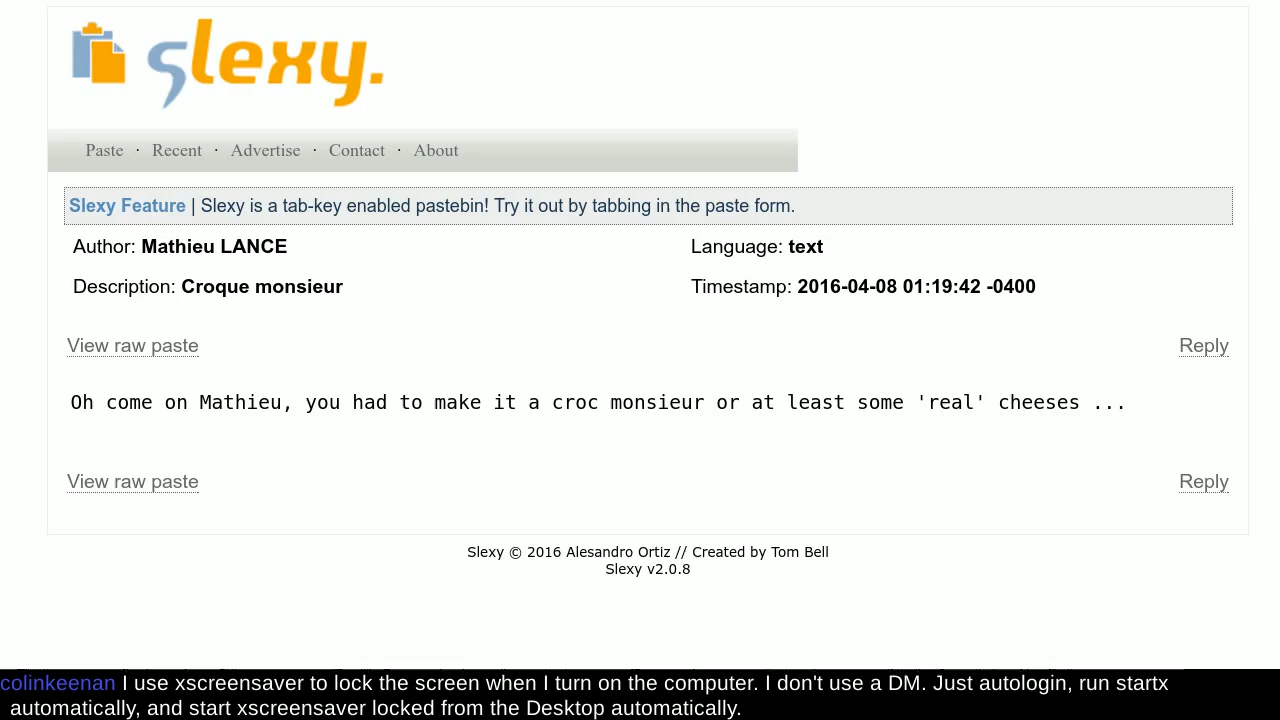 slexy.
Paste · Recent · Advertise · Contact · About
Slexy Feature | Slexy is a tab-key enabled pastebin! Try it out by tabbing in the paste form.
Author: Mathieu LANCE Language: text
Description: Croque monsieur Timestamp: 2016-04-08 01:19:42 -0400
View raw paste Reply
Oh come on Mathieu, you had to make it a croc monsieur or at least some 'real' cheeses ...
View raw paste Reply
Slexy © 2016 Alesandro Ortiz // Created by Tom Bell
Slexy v2.0.8
colinkeenan I use xscreensaver to lock the screen when I turn on the computer. I don't use a DM. Just autologin, run startx
automatically, and start xscreensaver locked from the Desktop automatically.